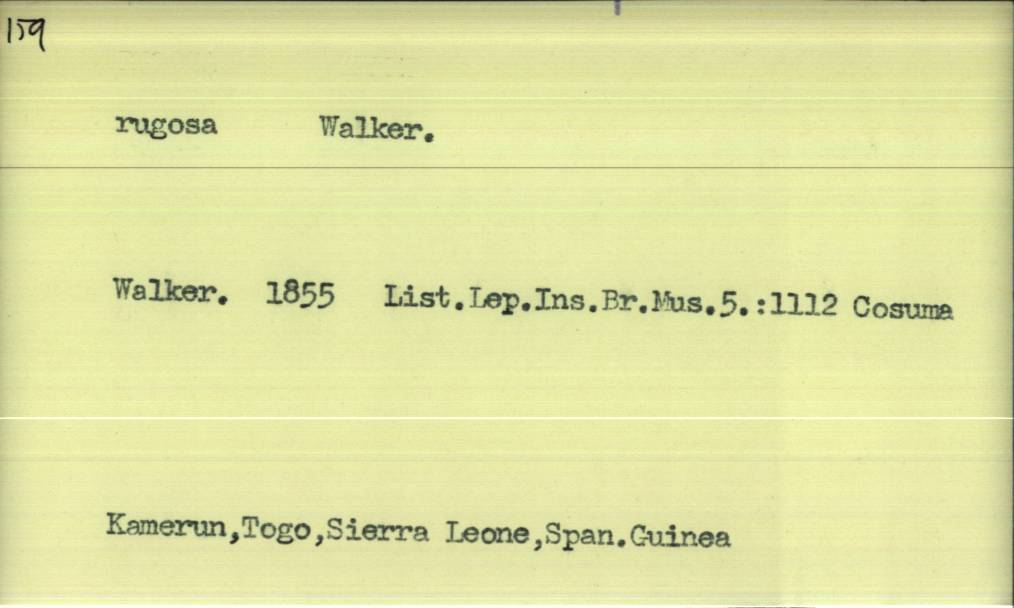 159
rugosa Walker.
Walker. 1855 List.Lep.Ins.Br.Mus.5.:1112 Cosuma
Kamerun,Togo,Sierra Leone,Span.Guinea